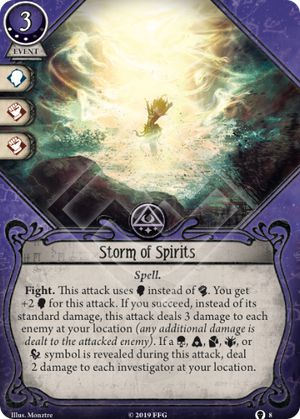 3
EVENT
Storm of Spirits
Spell.
Fight. This attack uses instead of . You get
+2 for this attack. If you succeed, instead of its
standard damage, this attack deals 3 damage to each
enemy at your location (any additional damage is
dealt to the attacked enemy). If a , , , , or
symbol is revealed during this attack, deal
2 damage to each investigator at your location.
Illus. Monztre
© 2019 FFG
8